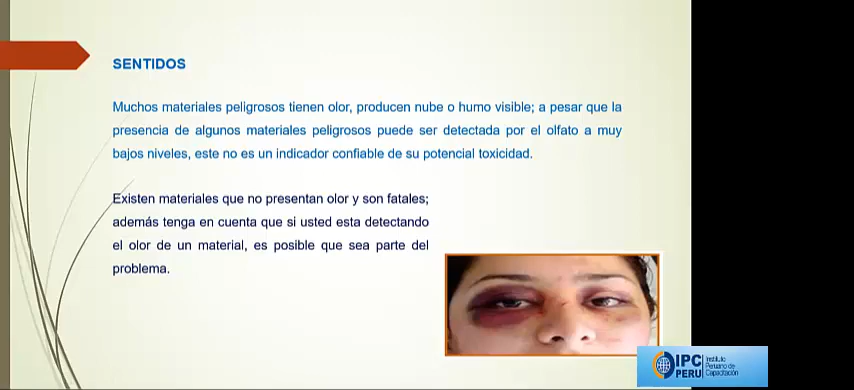 SENTIDOS
Muchos materiales peligrosos tienen olor, producen nube o humo visible; a pesar que la
presencia de algunos materiales peligrosos puede ser detectada por el olfato a muy
bajos niveles, este no es un indicador confiable de su potencial toxicidad.
Existen materiales que no presentan olor y son fatales;
además tenga en cuenta que si usted esta detectando
el olor de un material, es posible que sea parte del
problema.
IPC
PERU
Instituto
Peruano de
Capacitación